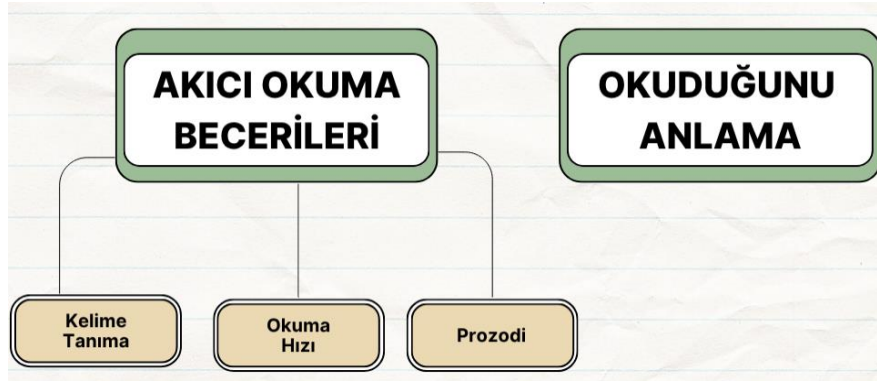 AKICI OKUMA
BECERİLERİ
OKUDUĞUNU
ANLAMA
Kelime
Tanıma
Okuma
Hızı
Prozodi